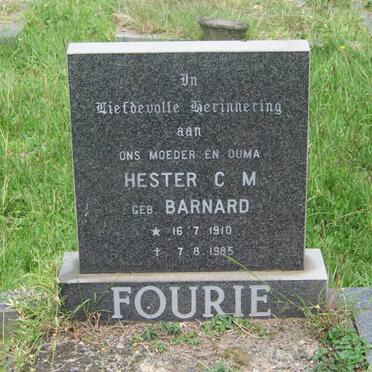 In
Liefdevolle Herinnering
aan
ONS MOEDER EN OUMA
HESTER C M
GEB BARNARD
★ 16.7.1910
✝ 7.8.1985
FOURIE